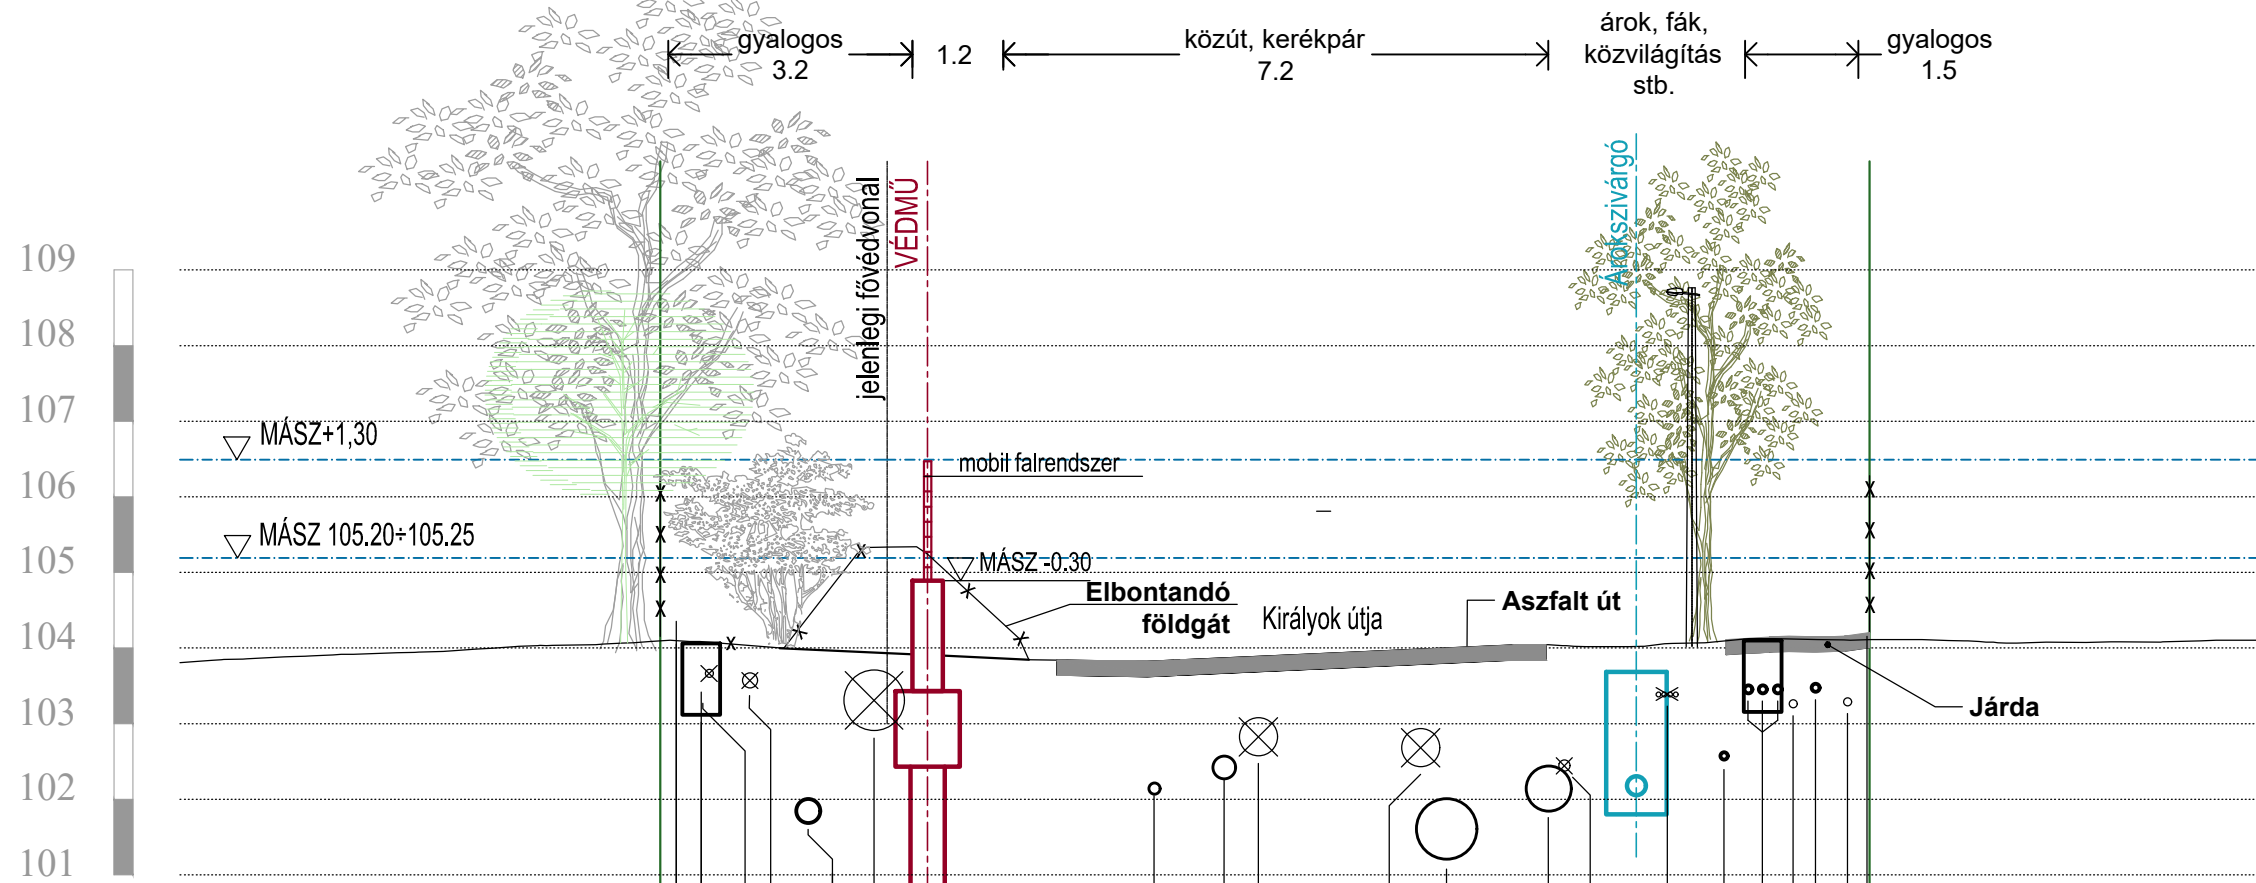 gyalogos
3.2
1.2
közút, kerékpár
7.2
árok, fák,
közvilágítás
stb.
gyalogos
1.5
jelenlegi fővédvonal
VÉDMŰ
Árokszivárgó
109
108
107
MÁSZ+1,30
mobil falrendszer
106
MÁSZ 105.20÷105.25
105
MÁSZ -0.30
Elbontandó
földgát
Királyok útja
Aszfalt út
104
103
Járda
102
101